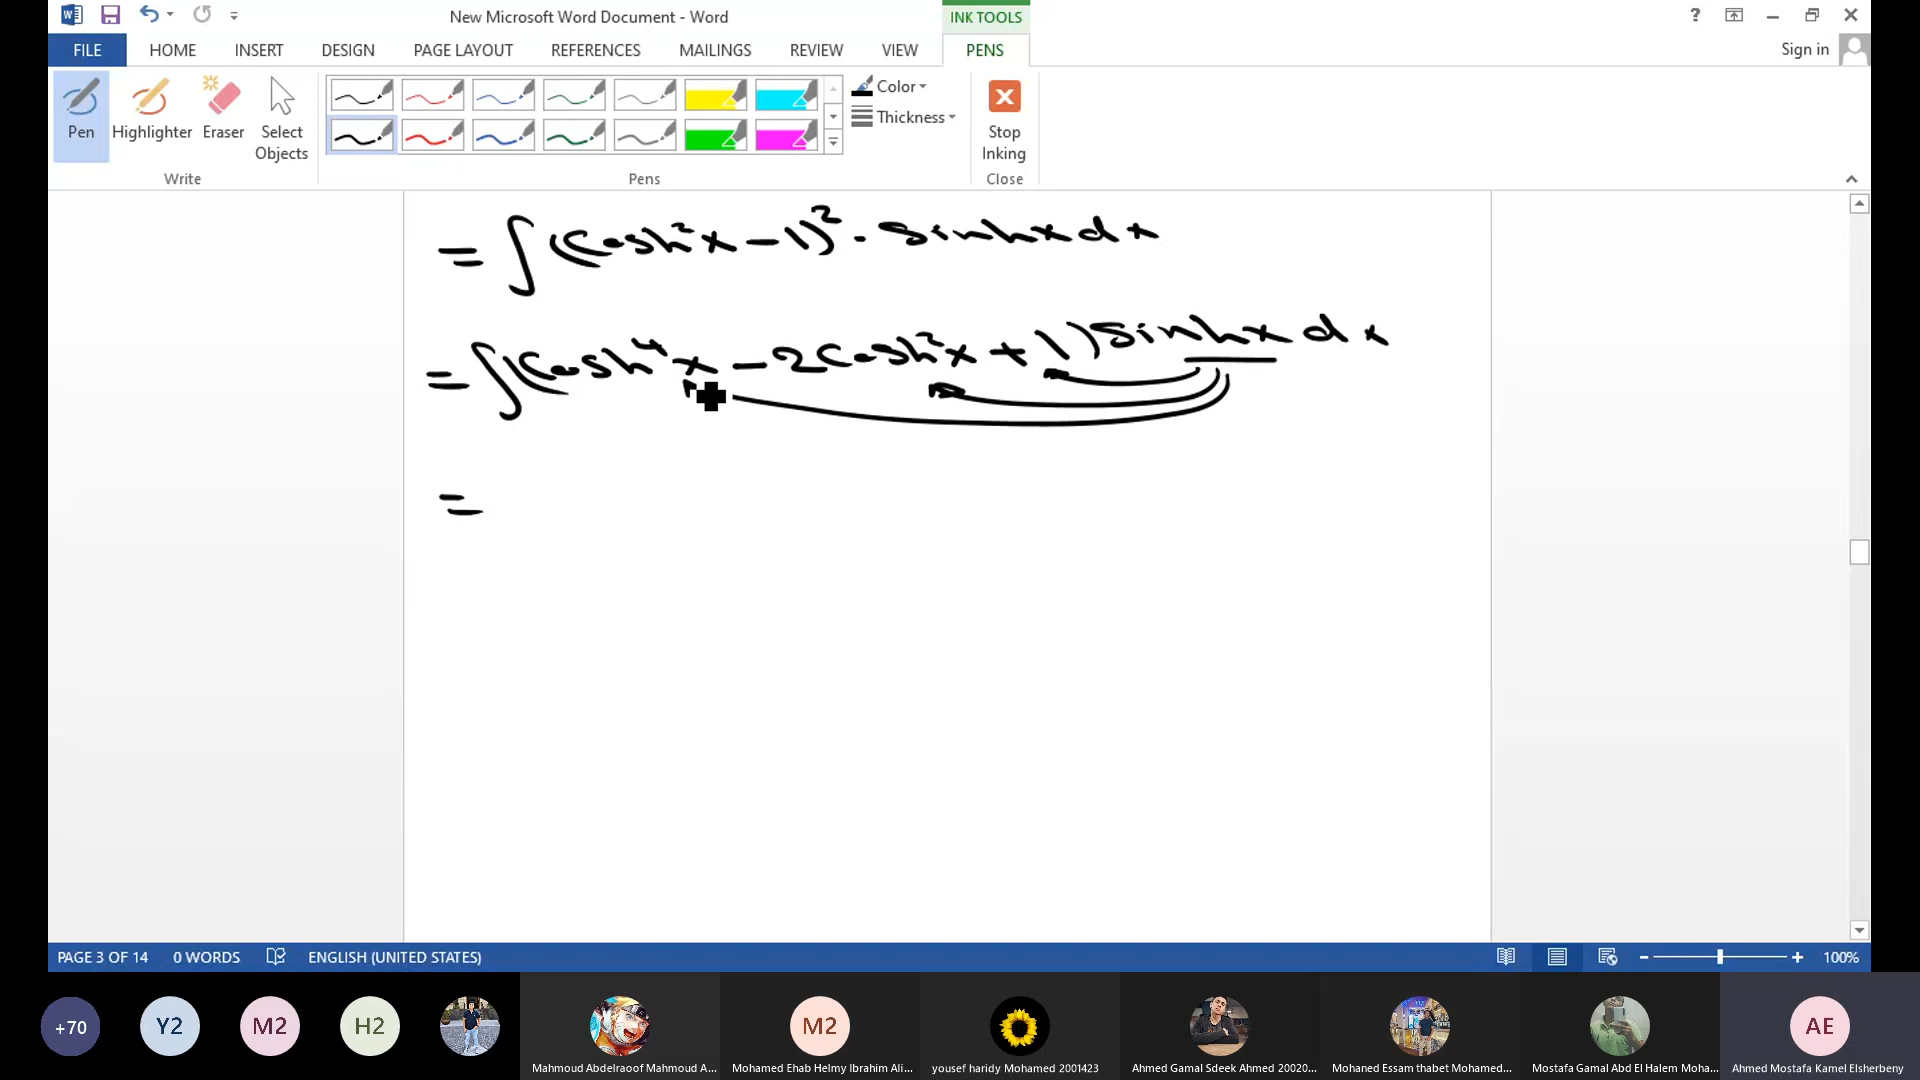 New Microsoft Word Document - Word
INK TOOLS
FILE HOME INSERT DESIGN PAGE LAYOUT REFERENCES MAILINGS REVIEW VIEW PENS
Sign in
Pen Highlighter Eraser Select Objects
Color
Thickness
Stop Inking
Write Pens Close
= ∫(Cosh²x - 1)² . Sinhx dx
= ∫(Cosh⁴x - 2Cosh²x + 1) Sinhx dx
=
PAGE 3 OF 14 0 WORDS ENGLISH (UNITED STATES) 100%
+70 Y2 M2 H2 M2 AE
Mahmoud Abdelraoof Mahmoud A... Mohamed Ehab Helmy Ibrahim Ali... yousef haridy Mohamed 2001423 Ahmed Gamal Sdeek Ahmed 20020... Mohaned Essam thabet Mohamed... Mostafa Gamal Abd El Halem Moha... Ahmed Mostafa Kamel Elsherbeny